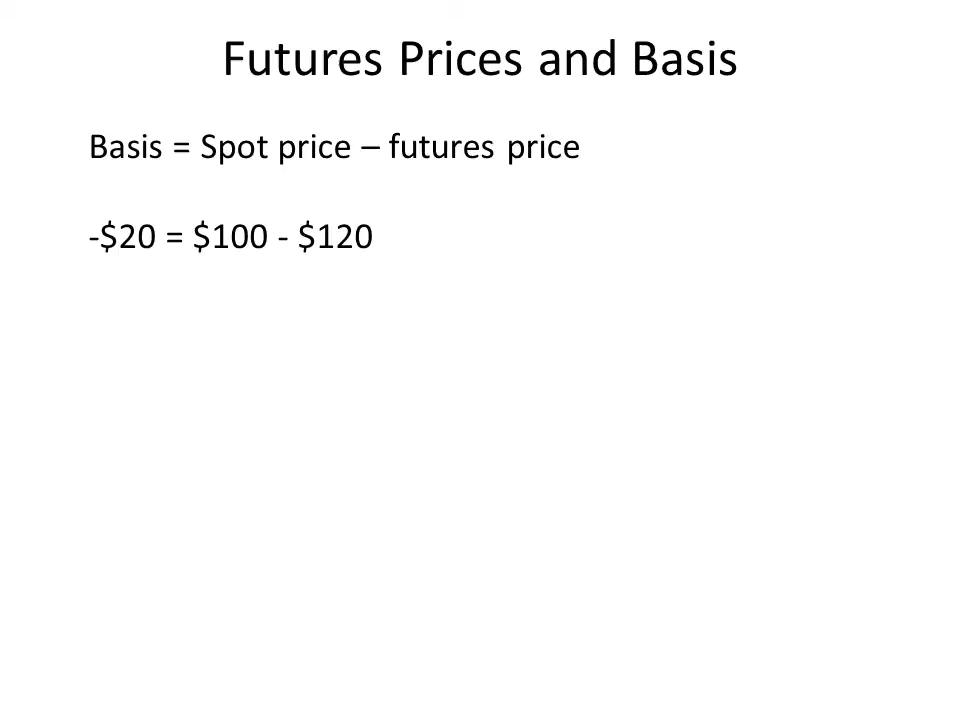 Futures Prices and Basis
Basis = Spot price – futures price
-$20 = $100 - $120